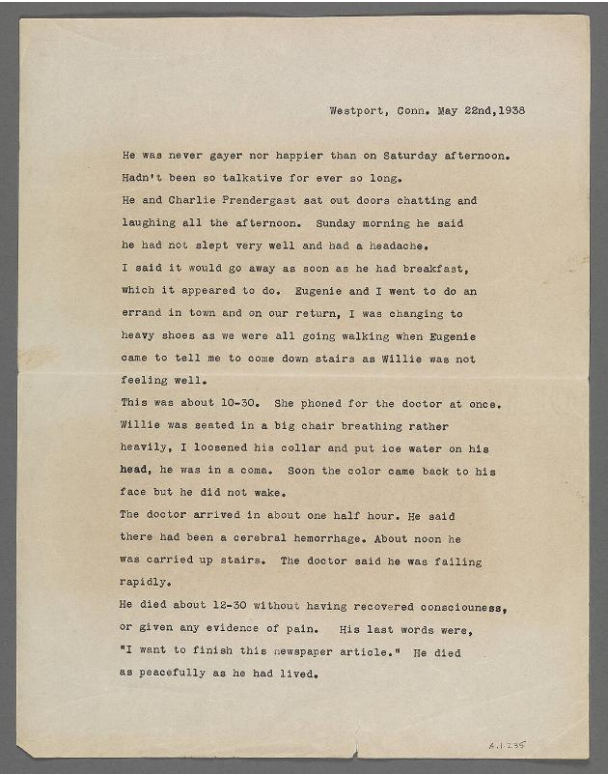 Westport, Conn. May 22nd,1938
He was never gayer nor happier than on Saturday afternoon.
Hadn't been so talkative for ever so long.
He and Charlie Prendergast sat out doors chatting and
laughing all the afternoon.  Sunday morning he said
he had not slept very well and had a headache.
I said it would go away as soon as he had breakfast,
which it appeared to do.  Eugenie and I went to do an
errand in town and on our return, I was changing to
heavy shoes as we were all going walking when Eugenie
came to tell me to come down stairs as Willie was not
feeling well.
This was about 10-30.  She phoned for the doctor at once.
Willie was seated in a big chair breathing rather
heavily, I loosened his collar and put ice water on his
head, he was in a coma.  Soon the color came back to his
face but he did not wake.
The doctor arrived in about one half hour. He said
there had been a cerebral hemorrhage. About noon he
was carried up stairs.  The doctor said he was failing
rapidly.
He died about 12-30 without having recovered consciouness,
or given any evidence of pain.   His last words were,
"I want to finish this newspaper article."  He died
as peacefully as he had lived.
A.1.235